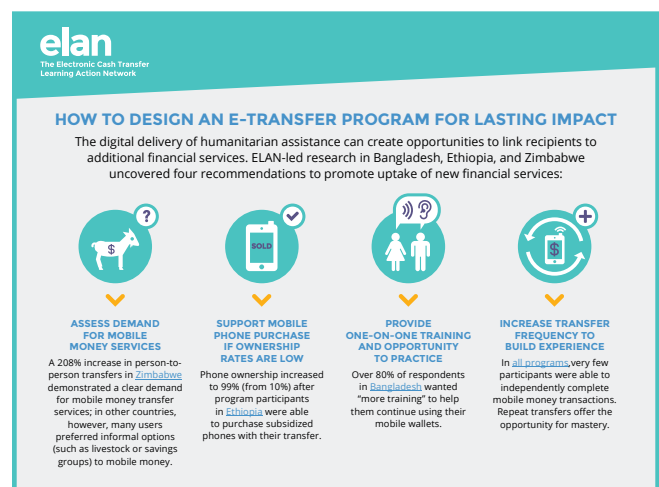 elan
The Electronic Cash Transfer
Learning Action Network
HOW TO DESIGN AN E-TRANSFER PROGRAM FOR LASTING IMPACT
The digital delivery of humanitarian assistance can create opportunities to link recipients to
additional financial services. ELAN-led research in Bangladesh, Ethiopia, and Zimbabwe
uncovered four recommendations to promote uptake of new financial services:
?
$
SOLD
$
ASSESS DEMAND
FOR MOBILE
MONEY SERVICES
A 208% increase in person-to-
person transfers in Zimbabwe
demonstrated a clear demand
for mobile money transfer
services; in other countries,
however, many users
preferred informal options
(such as livestock or savings
groups) to mobile money.
SUPPORT MOBILE
PHONE PURCHASE
IF OWNERSHIP
RATES ARE LOW
Phone ownership increased
to 99% (from 10%) after
program participants
in Ethiopia were able
to purchase subsidized
phones with their transfer.
PROVIDE
ONE-ON-ONE TRAINING
AND OPPORTUNITY
TO PRACTICE
Over 80% of respondents
in Bangladesh wanted
“more training” to help
them continue using their
mobile wallets.
INCREASE TRANSFER
FREQUENCY TO
BUILD EXPERIENCE
In all programs,very few
participants were able to
independently complete
mobile money transactions.
Repeat transfers offer the
opportunity for mastery.